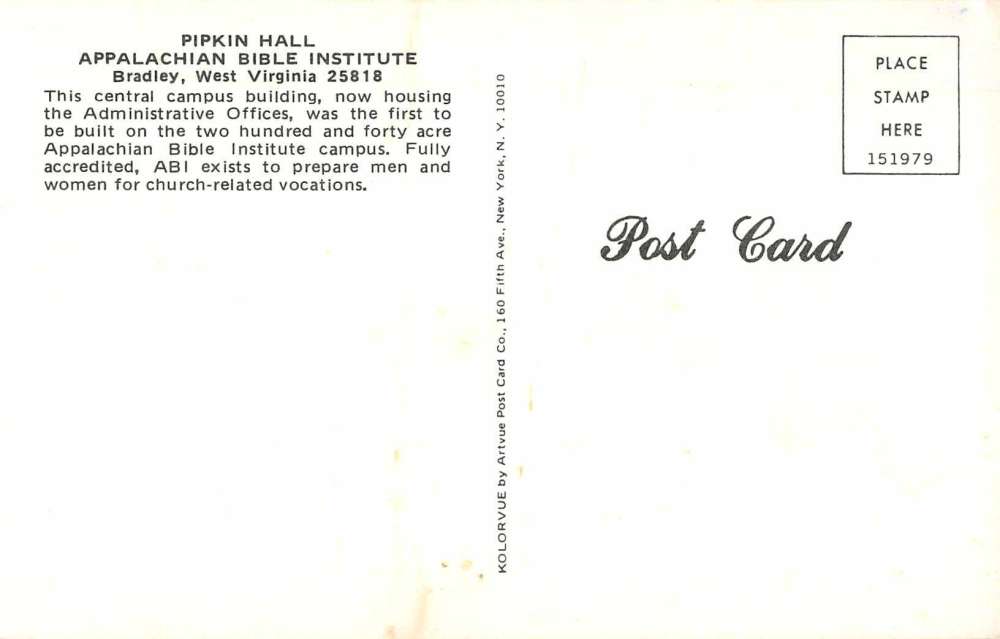 PIPKIN HALL
APPALACHIAN BIBLE INSTITUTE
Bradley, West Virginia 25818
This central campus building, now housing
the Administrative Offices, was the first to
be built on the two hundred and forty acre
Appalachian Bible Institute campus. Fully
accredited, ABI exists to prepare men and
women for church-related vocations.
KOLORVUE by Artvue Post Card Co., 160 Fifth Ave., New York, N. Y. 10010
PLACE
STAMP
HERE
151979
Post Card